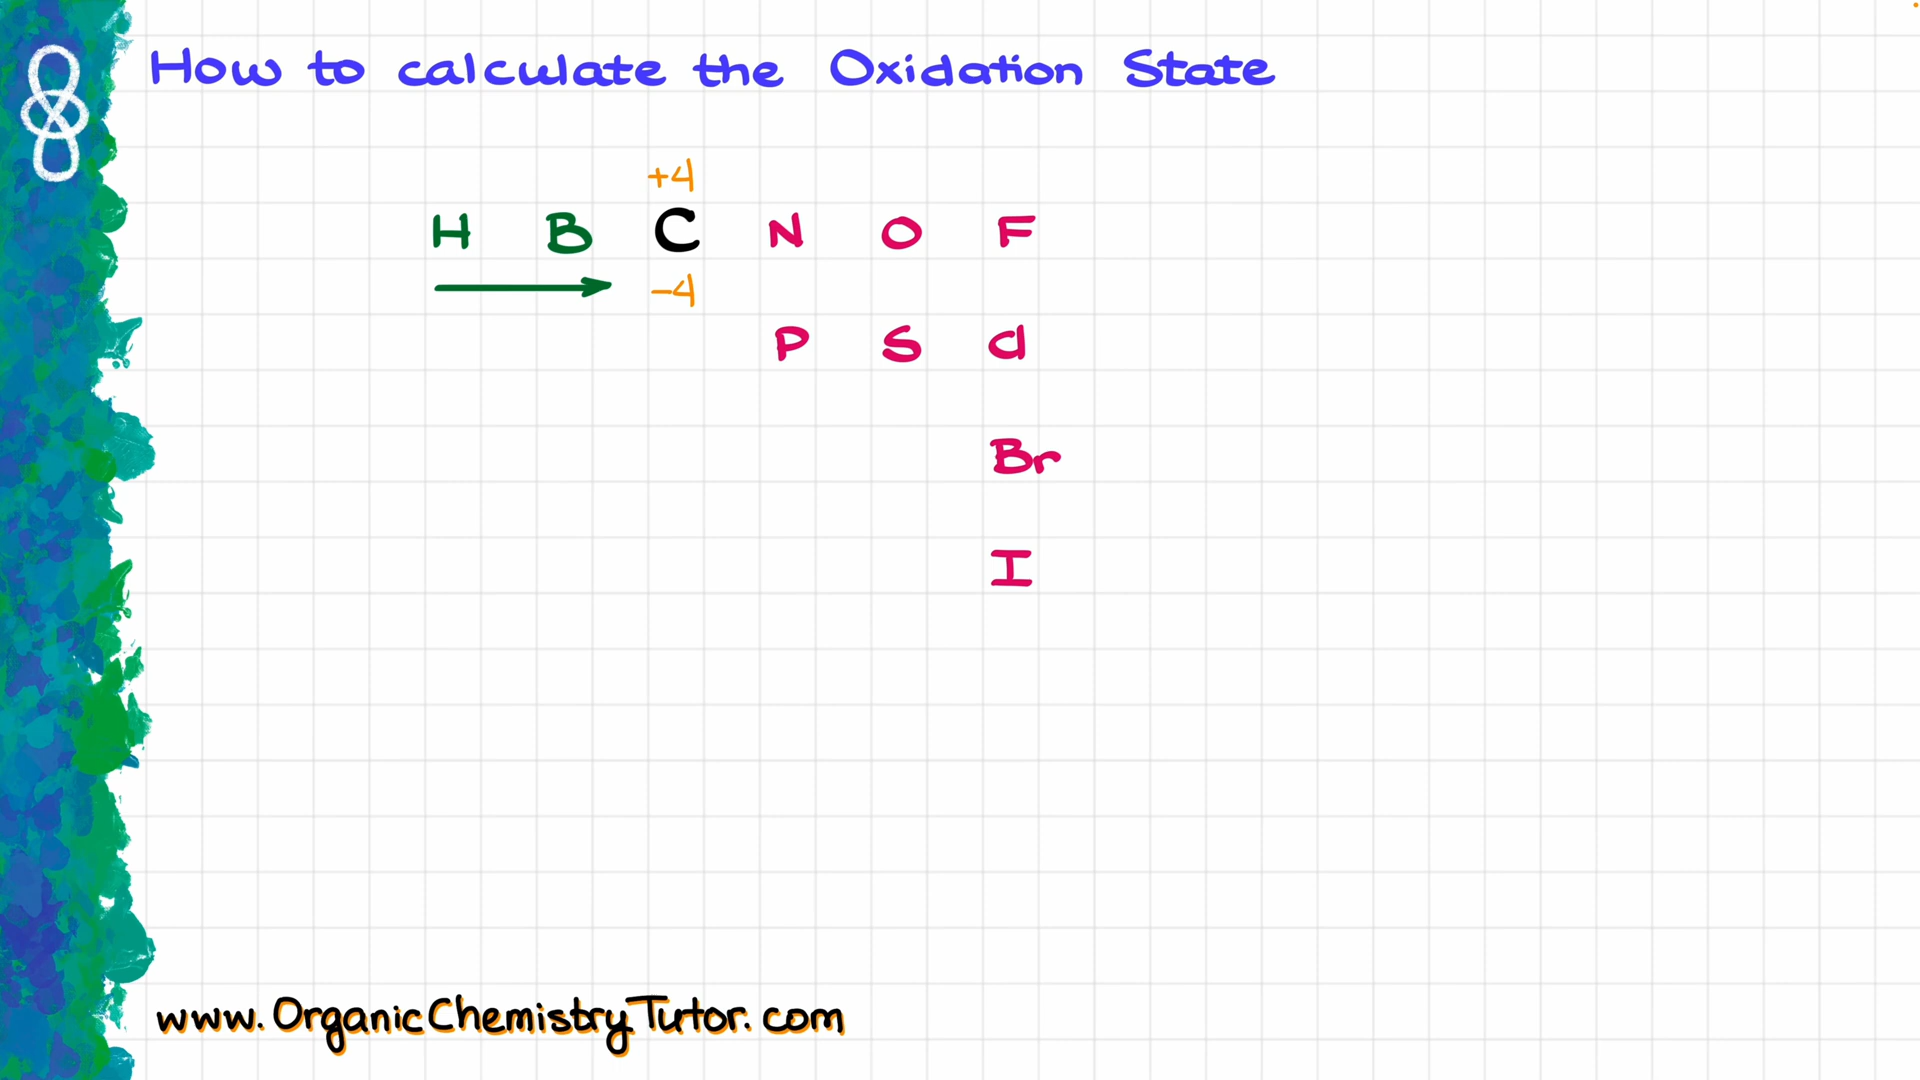 How to calculate the Oxidation State
+4
H B C N O F
-4
P S Cl
Br
I
www.OrganicChemistryTutor.com